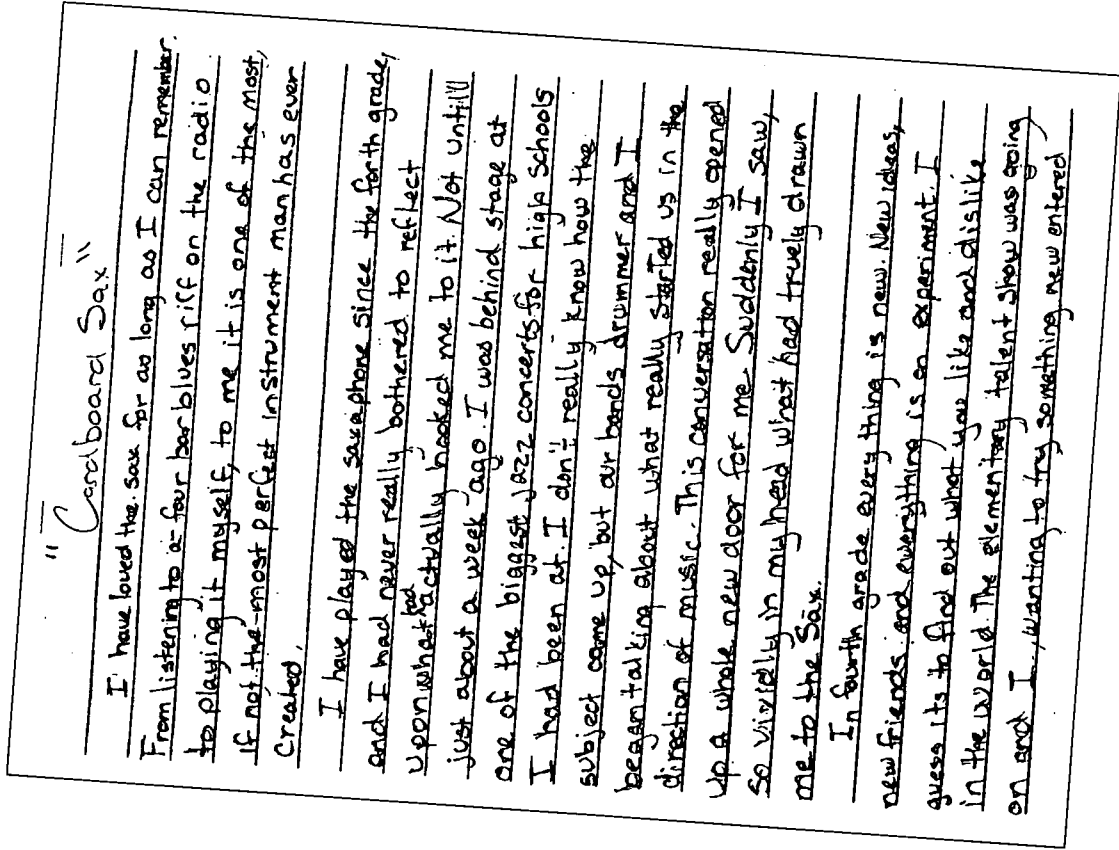 "Cardboard Sax"
I have loved the sax for as long as I can remember.
From listening to a four bar blues riff on the radio
to playing it myself, to me it is one of the most,
if not the most perfect instrument man has ever
created.
I have played the saxaphone since the forth grade,
and I had never really bothered to reflect
upon what had actually hooked me to it. Not untill
just about a week ago. I was behind stage at
one of the biggest jazz concerts for high schools
I had been at. I don't really know how the
subject came up, but our bands drummer and I
began talking about what really started us in the
direction of music. This conversation really opened
up a whole new door for me. Suddenly I saw,
so vividly in my head what had truely drawn
me to the Sax.
In fourth grade everything is new. New ideas,
new friends and everything is an experiment. I
guess its to find out what you like and dislike
in the world. The elementary talent show was going
on and I, wanting to try something new entered